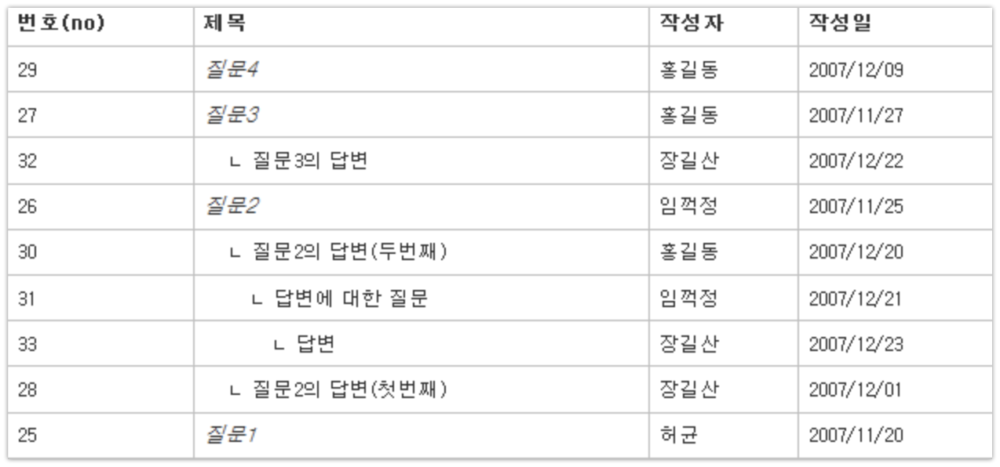 번호(no) 제목 작성자 작성일
29 질문4 홍길동 2007/12/09
27 질문3 홍길동 2007/11/27
32 ㄴ 질문3의 답변 장길산 2007/12/22
26 질문2 임꺽정 2007/11/25
30 ㄴ 질문2의 답변(두번째) 홍길동 2007/12/20
31 ㄴ 답변에 대한 질문 임꺽정 2007/12/21
33 ㄴ 답변 장길산 2007/12/23
28 ㄴ 질문2의 답변(첫번째) 장길산 2007/12/01
25 질문1 허균 2007/11/20